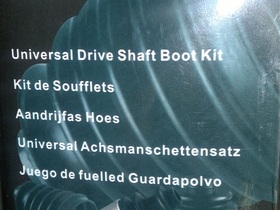 Universal Drive Shaft Boot Kit
Kit de Soufflets
Aandrijfas Hoes
Universal Achsmanschettensatz
Juego de fuelled Guardapolvo